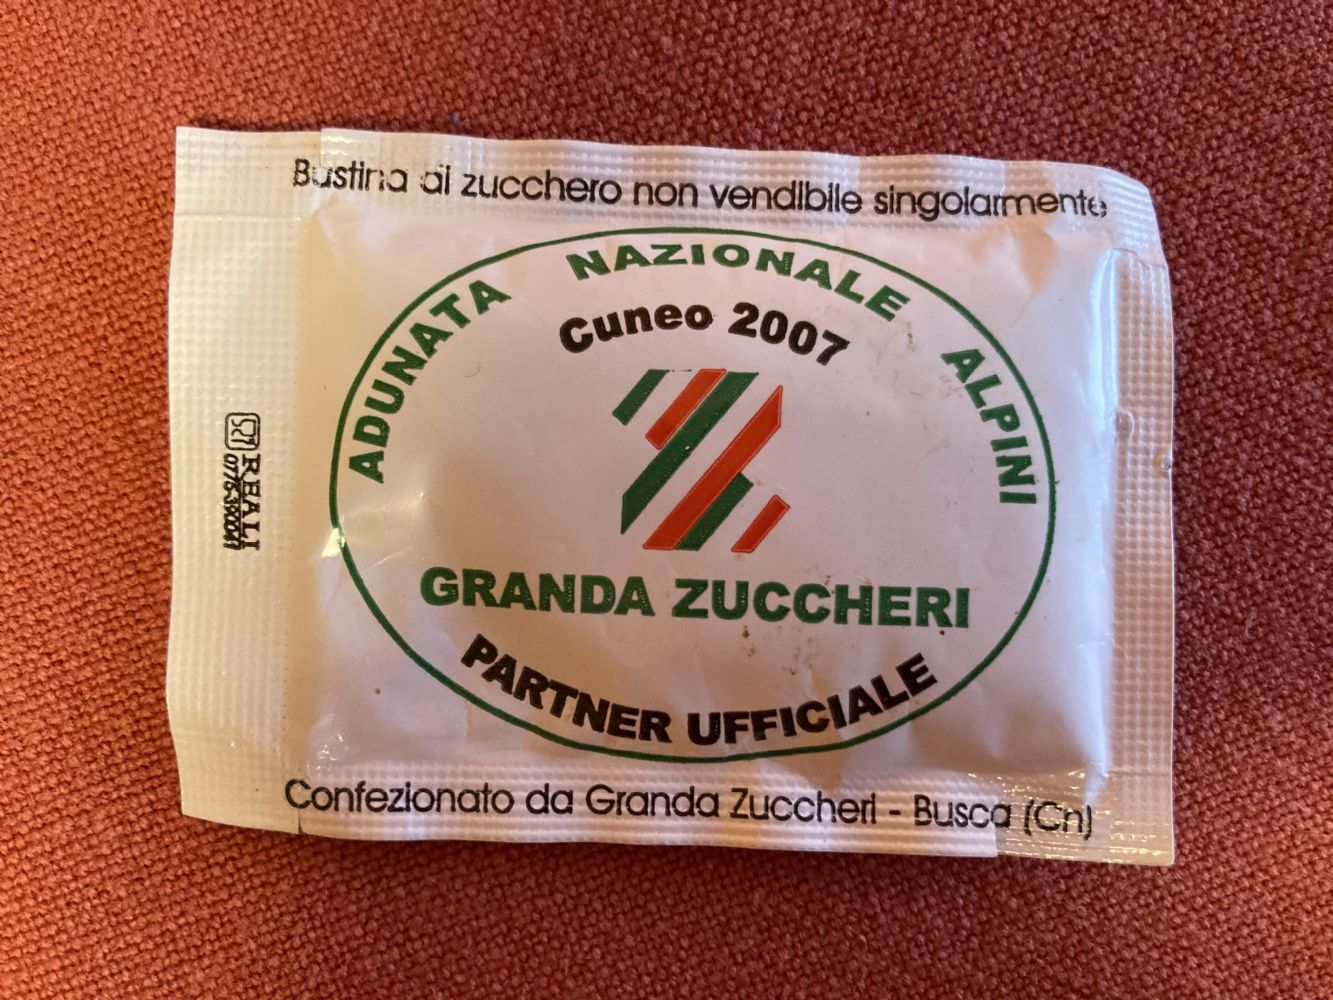 Bustina di zucchero non vendibile singolarmente
ADUNATA NAZIONALE ALPINI
Cuneo 2007
GRANDA ZUCCHERI
PARTNER UFFICIALE
Confezionato da Granda Zuccheri - Busca (Cn)
REALI